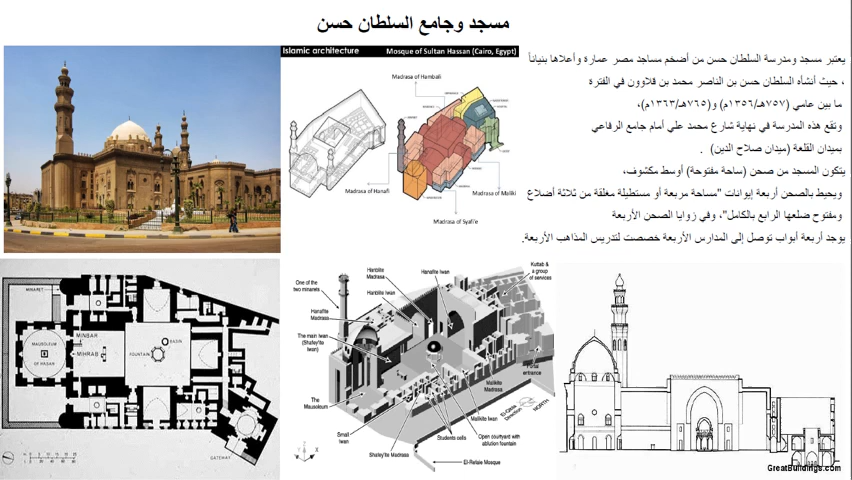 مسجد وجامع السلطان حسن
يعتبر مسجد ومدرسة السلطان حسن من أضخم مساجد مصر عمارة وأعلاها بنياناً
، حيث أنشأه السلطان حسن بن الناصر محمد بن قلاوون في الفترة
ما بين عامي (٧٥٧هـ/١٣٥٦م) و(٧٦٥هـ/١٣٦٣م)،
وتقع هذه المدرسة في نهاية شارع محمد علي أمام جامع الرفاعي
بميدان القلعة (ميدان صلاح الدين) .
يتكون المسجد من صحن (ساحة مفتوحة) أوسط مكشوف،
ويحيط بالصحن أربعة إيوانات "مساحة مربعة أو مستطيلة مغلقة من ثلاثة أضلاع
ومفتوح ضلعها الرابع بالكامل"، وفي زوايا الصحن الأربعة
يوجد أربعة أبواب توصل إلى المدارس الأربعة خصصت لتدريس المذاهب الأربعة.
Islamic architecture
Mosque of Sultan Hassan (Cairo, Egypt)
Madrasa of Hambali
Madrasa of Hanafi
Madrasa of Maliki
Madrasa of Syafi'e
MINARET
MAUSOLEUM
OF HASAN
MINBAR
MIHRAB
FOUNTAIN
BASIN
GATEWAY
One of the
two minarets
Hanafite
Madrasa
The main iwan
(Shafey'ite
Iwan)
The
Mausoleum
Small
Iwan
Shafey'ite Madrasa
Hanbilite
Madrasa
Hanbilite Iwan
Hanafite Iwan
Kuttab &
a group
of services
Portal
entrance
Malikite
Madrasa
Malikite Iwan
El-Qibla
Direction
NORTH
Students cells
Open courtyard with
ablution fountain
El-Refaie Mosque
GreatBuildings.com